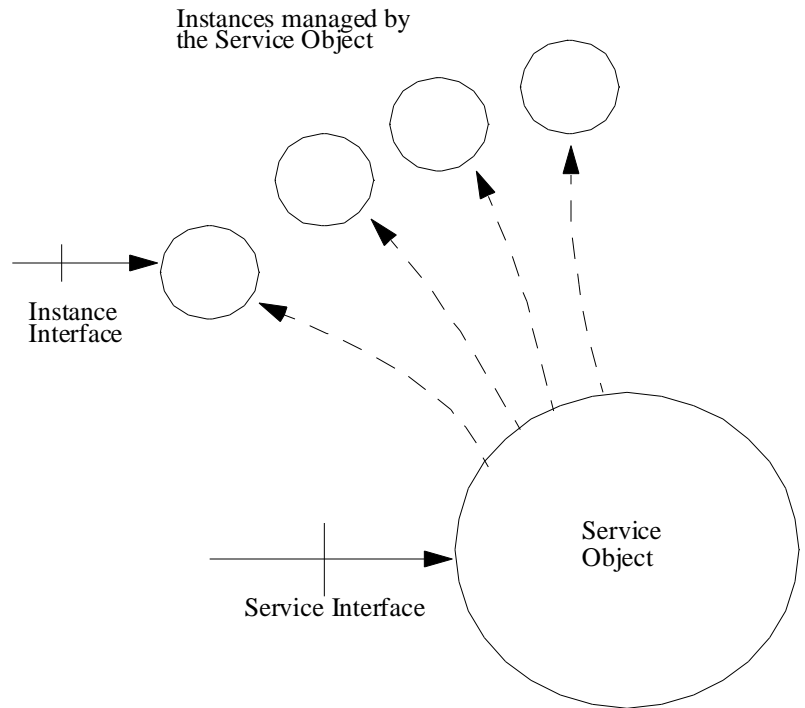 Instances managed by
the Service Object
Instance
Interface
Service
Object
Service Interface